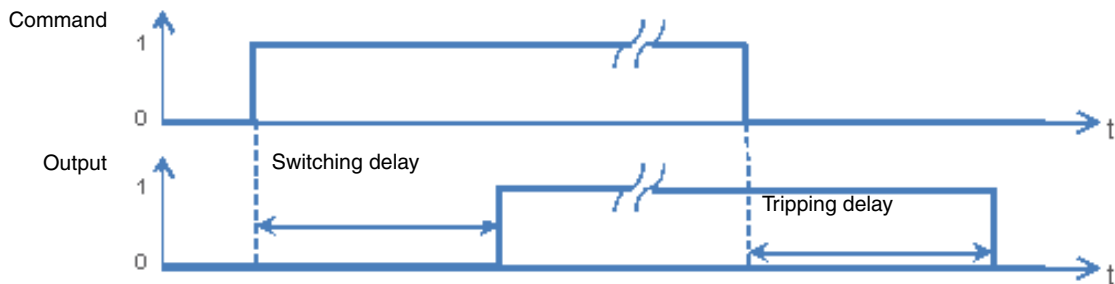 Command
1
0
t
Output
Switching delay
1
Tripping delay
0
t